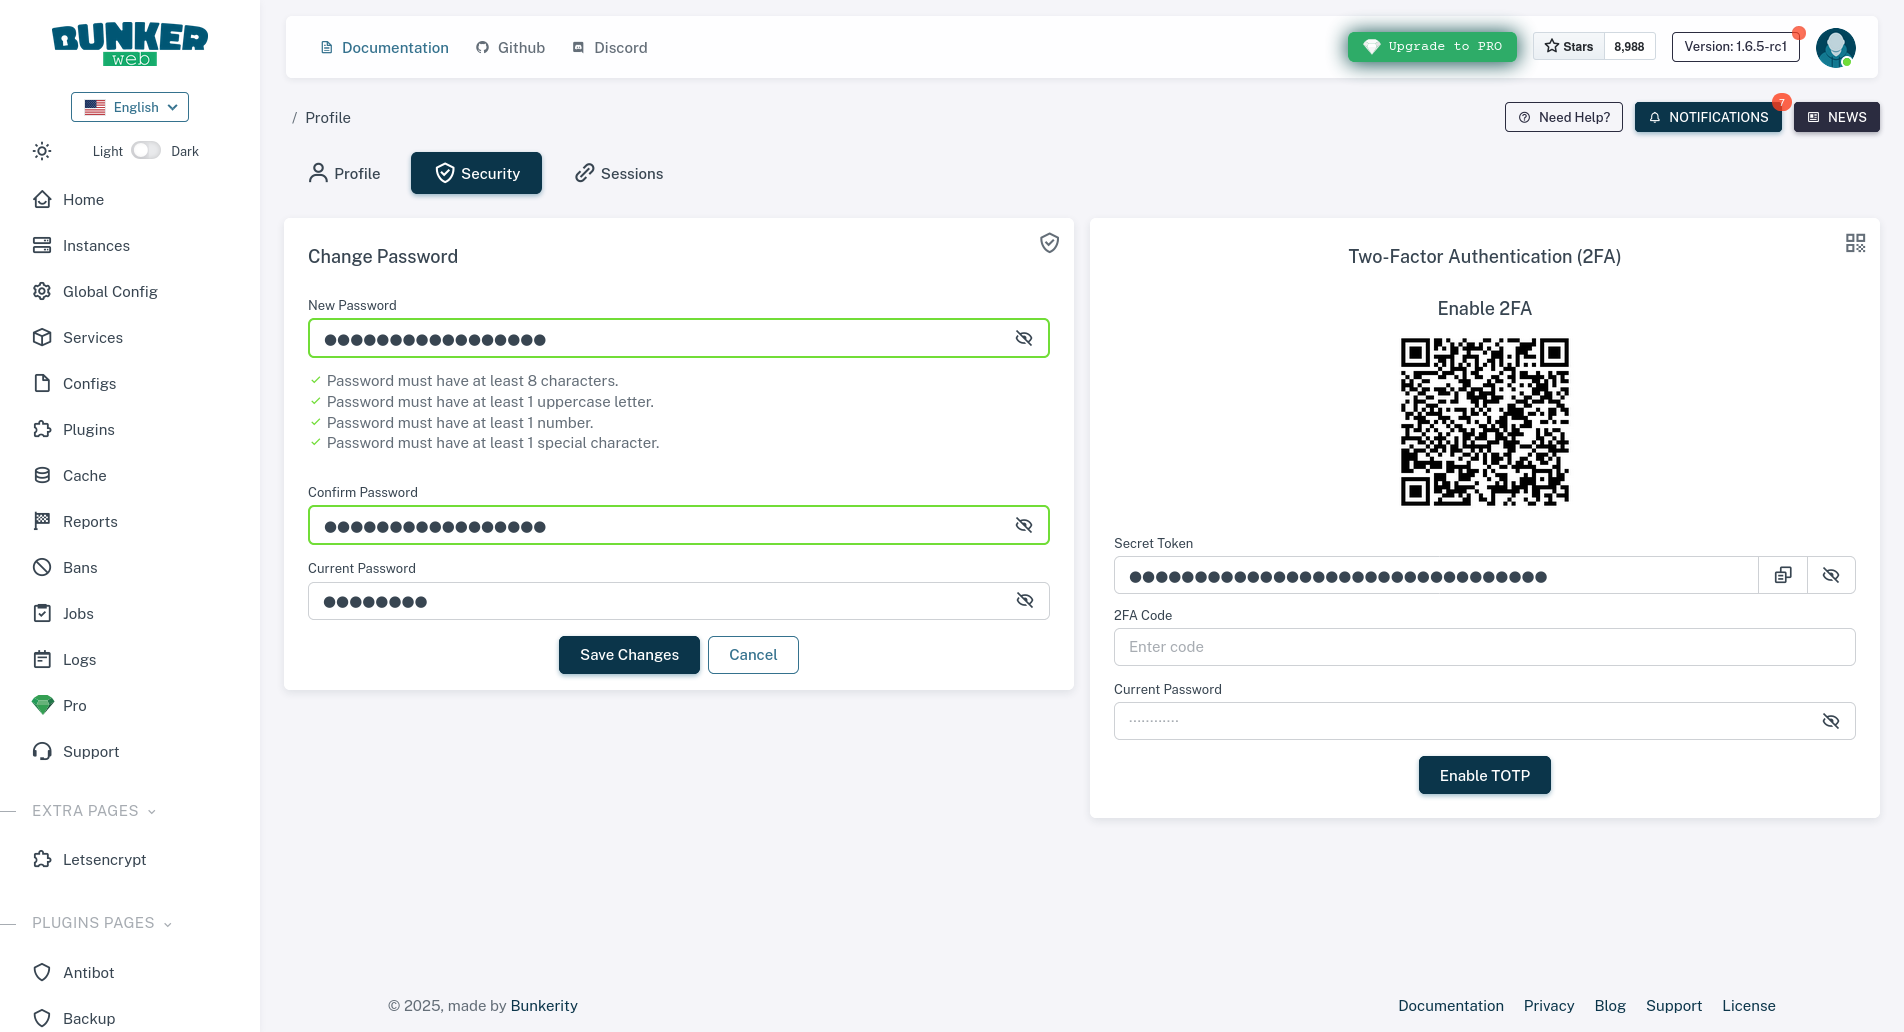 BUNKER
web
English
Light Dark
Home
Instances
Global Config
Services
Configs
Plugins
Cache
Reports
Bans
Jobs
Logs
Pro
Support
EXTRA PAGES
Letsencrypt
PLUGINS PAGES
Antibot
Backup
Documentation Github Discord
Upgrade to PRO
Stars 8,988
Version: 1.6.5-rc1
/ Profile
Need Help?
NOTIFICATIONS
7
NEWS
Profile
Security
Sessions
Change Password
New Password
Password must have at least 8 characters.
Password must have at least 1 uppercase letter.
Password must have at least 1 number.
Password must have at least 1 special character.
Confirm Password
Current Password
Save Changes
Cancel
Two-Factor Authentication (2FA)
Enable 2FA
Secret Token
2FA Code
Enter code
Current Password
Enable TOTP
© 2025, made by Bunkerity
Documentation Privacy Blog Support License